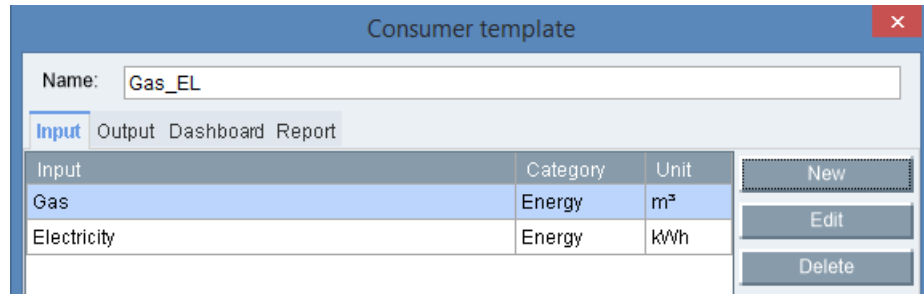 Consumer template
Name: Gas_EL
Input Output Dashboard Report
Input Category Unit New
Gas Energy m³
Edit
Electricity Energy kWh
Delete